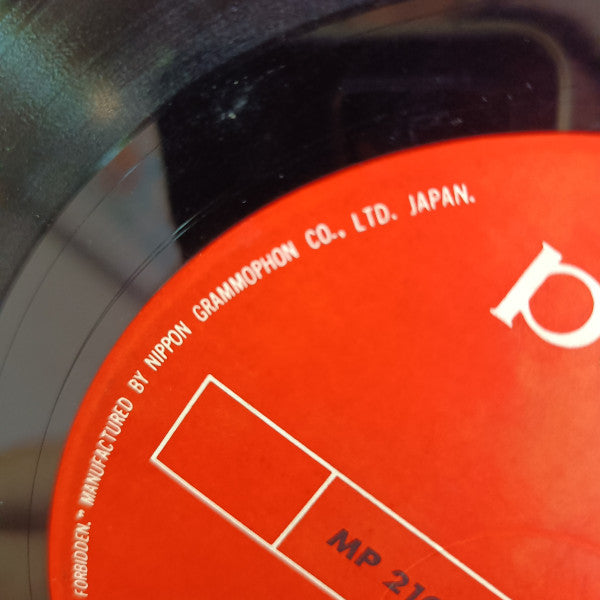 FORBIDDEN." MANUFACTURED BY NIPPON GRAMMOPHON CO., LTD. JAPAN.
p
MP 21